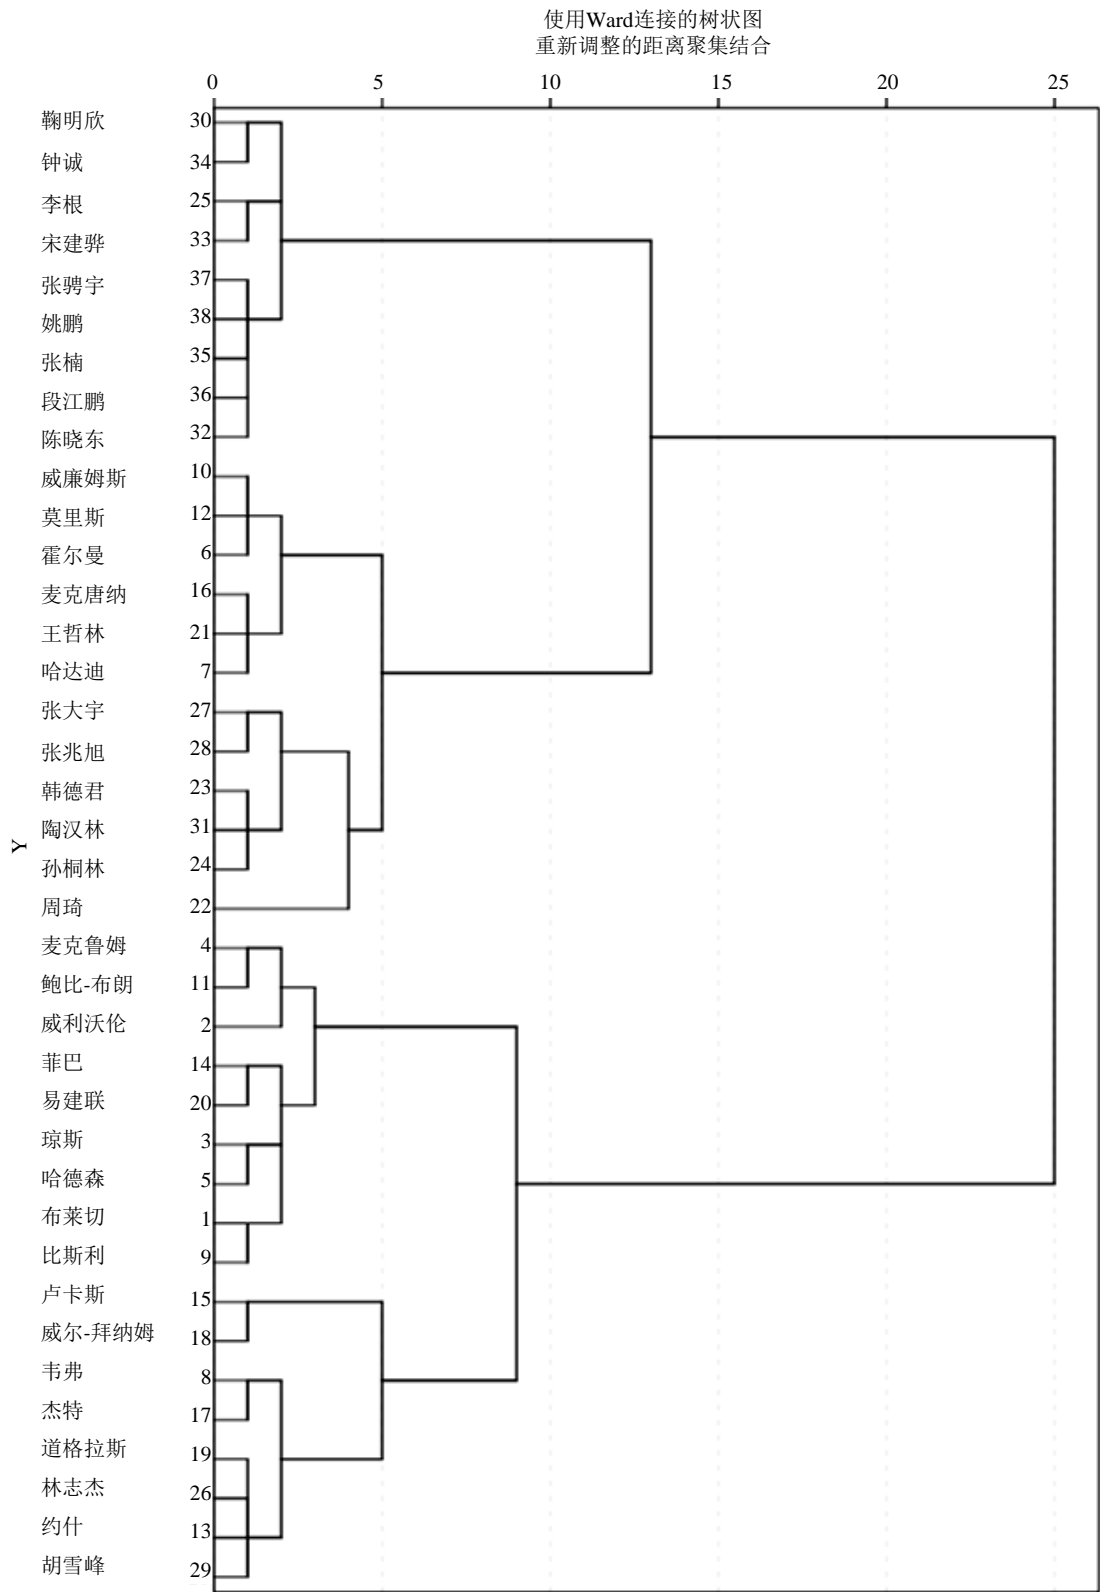 使用Ward连接的树状图
重新调整的距离聚集结合
0 5 10 15 20 25
鞠明欣 30
钟诚 34
李根 25
宋建骅 33
张骋宇 37
姚鹏 38
张楠 35
段江鹏 36
陈晓东 32
威廉姆斯 10
莫里斯 12
霍尔曼 6
麦克唐纳 16
王哲林 21
哈达迪 7
张大宇 27
张兆旭 28
韩德君 23
陶汉林 31
Y
孙桐林 24
周琦 22
麦克鲁姆 4
鲍比-布朗 11
威利沃伦 2
菲巴 14
易建联 20
琼斯 3
哈德森 5
布莱切 1
比斯利 9
卢卡斯 15
威尔-拜纳姆 18
韦弗 8
杰特 17
道格拉斯 19
林志杰 26
约什 13
胡雪峰 29